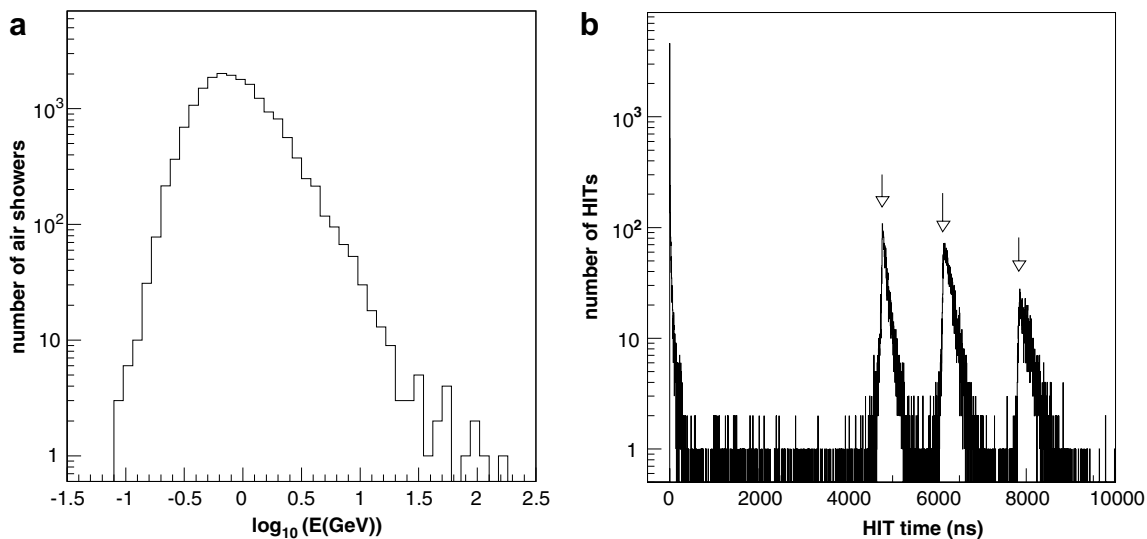 a
number of air showers
10³
10²
10
1
-1.5 -1 -0.5 0 0.5 1 1.5 2 2.5
log₁₀ (E(GeV))
b
number of HITs
10³
10²
10
1
0 2000 4000 6000 8000 10000
HIT time (ns)